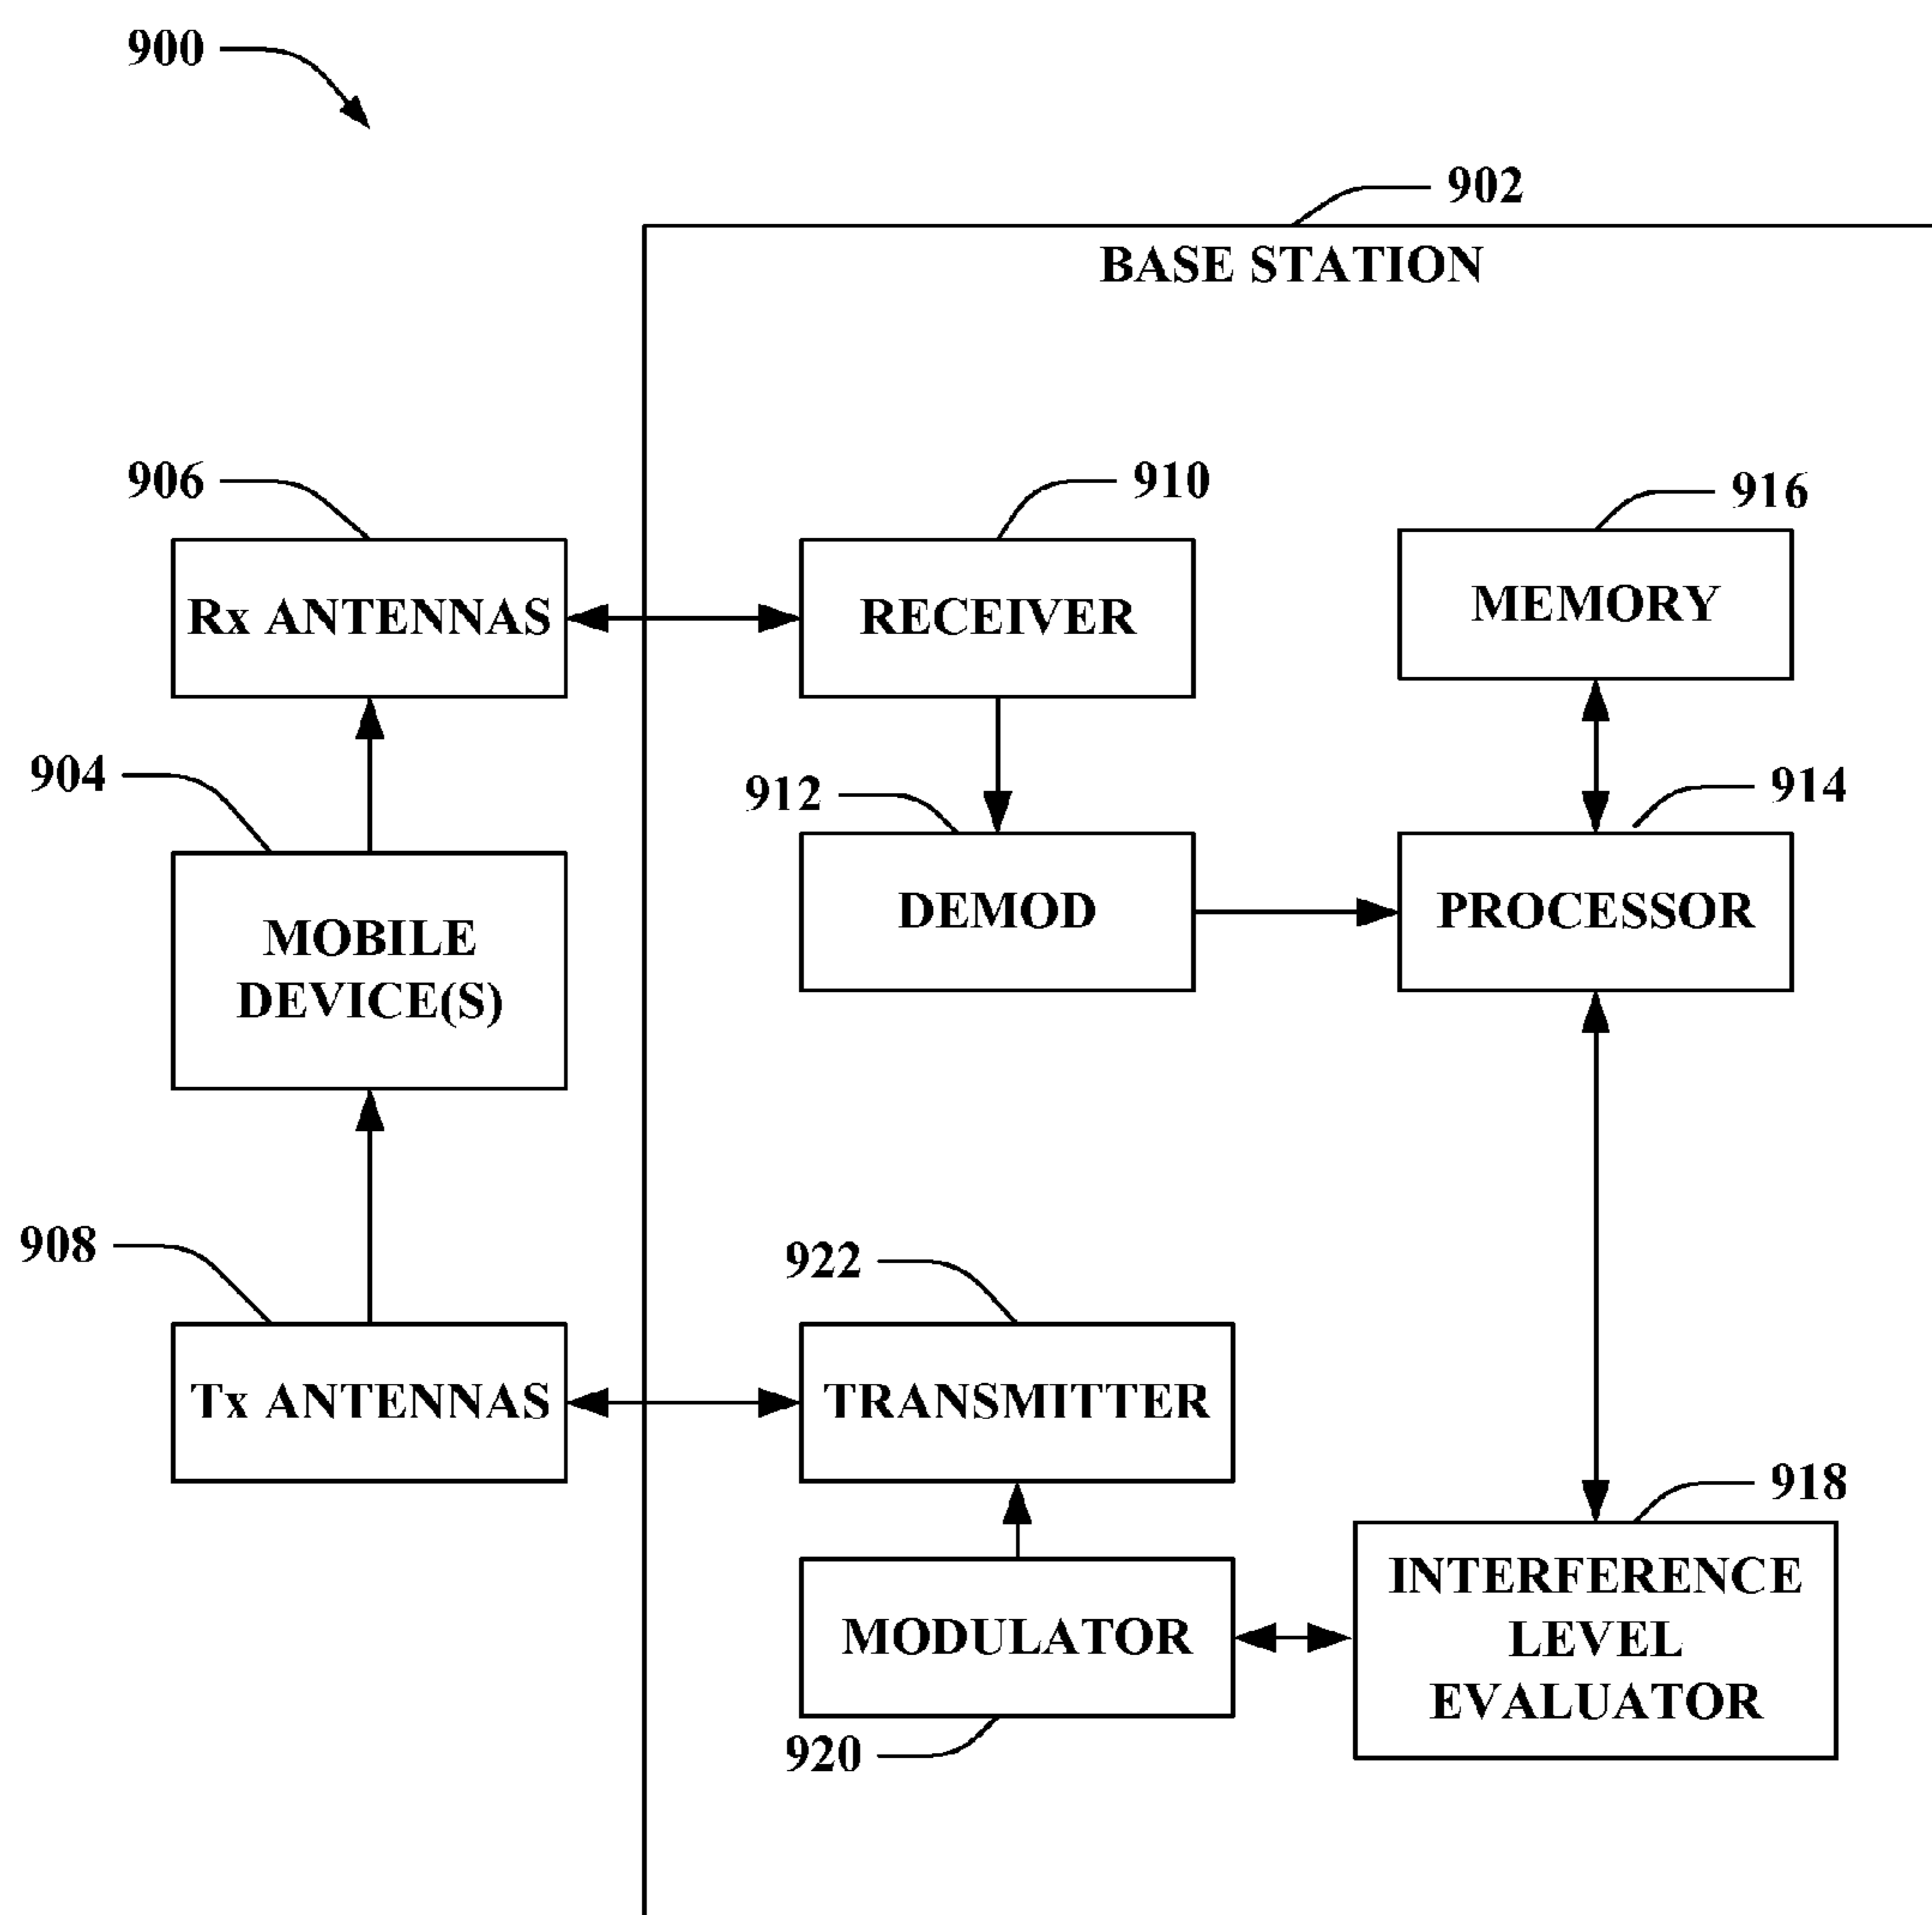 900
902
BASE STATION
906
910
916
Rx ANTENNAS
RECEIVER
MEMORY
904
912
914
MOBILE
DEVICE(S)
DEMOD
PROCESSOR
908
922
Tx ANTENNAS
TRANSMITTER
918
MODULATOR
INTERFERENCE
LEVEL
EVALUATOR
920